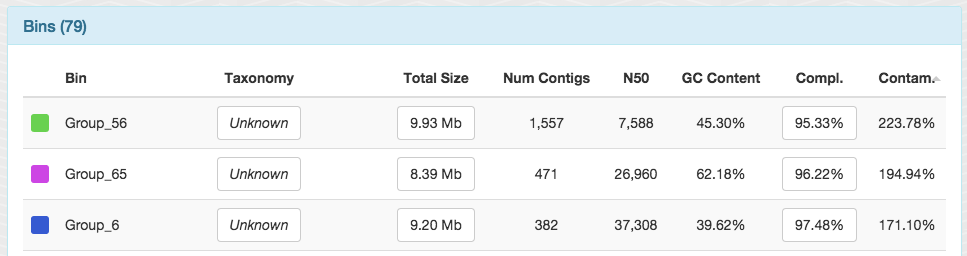 Bins (79)
Bin Taxonomy Total Size Num Contigs N50 GC Content Compl. Contam.
Group_56 Unknown 9.93 Mb 1,557 7,588 45.30% 95.33% 223.78%
Group_65 Unknown 8.39 Mb 471 26,960 62.18% 96.22% 194.94%
Group_6 Unknown 9.20 Mb 382 37,308 39.62% 97.48% 171.10%